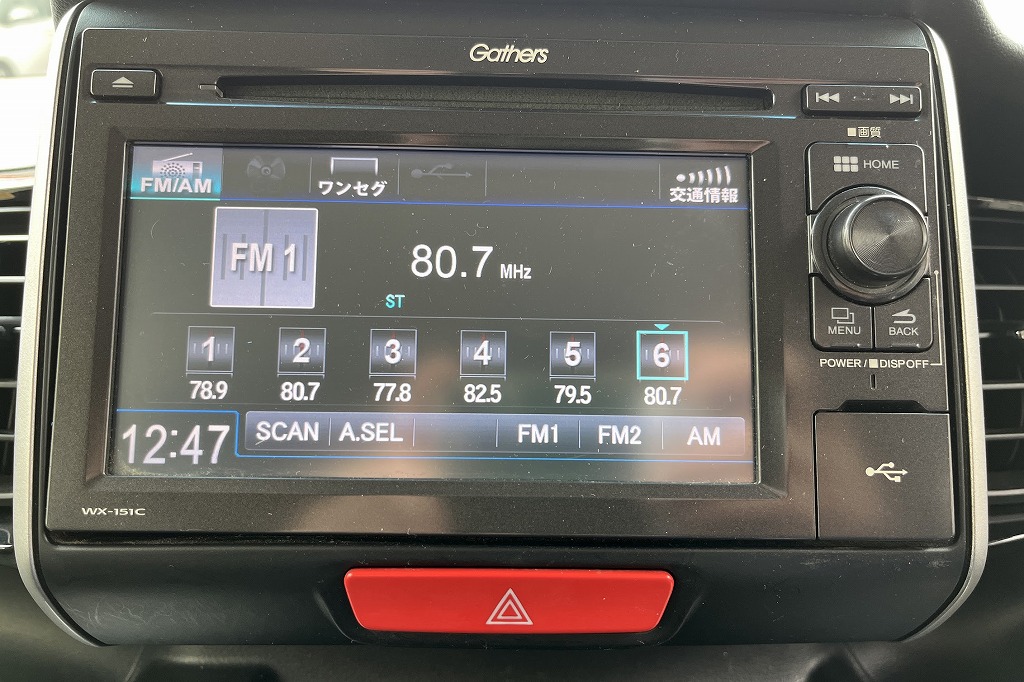 Gathers
■画質
HOME
FM/AM
ワンセグ
交通情報
FM 1
80.7 MHz
ST
MENU
BACK
1 2 3 4 5 6
78.9 80.7 77.8 82.5 79.5 80.7
POWER / ■DISP OFF
12:47
SCAN A.SEL FM1 FM2 AM
WX-151C